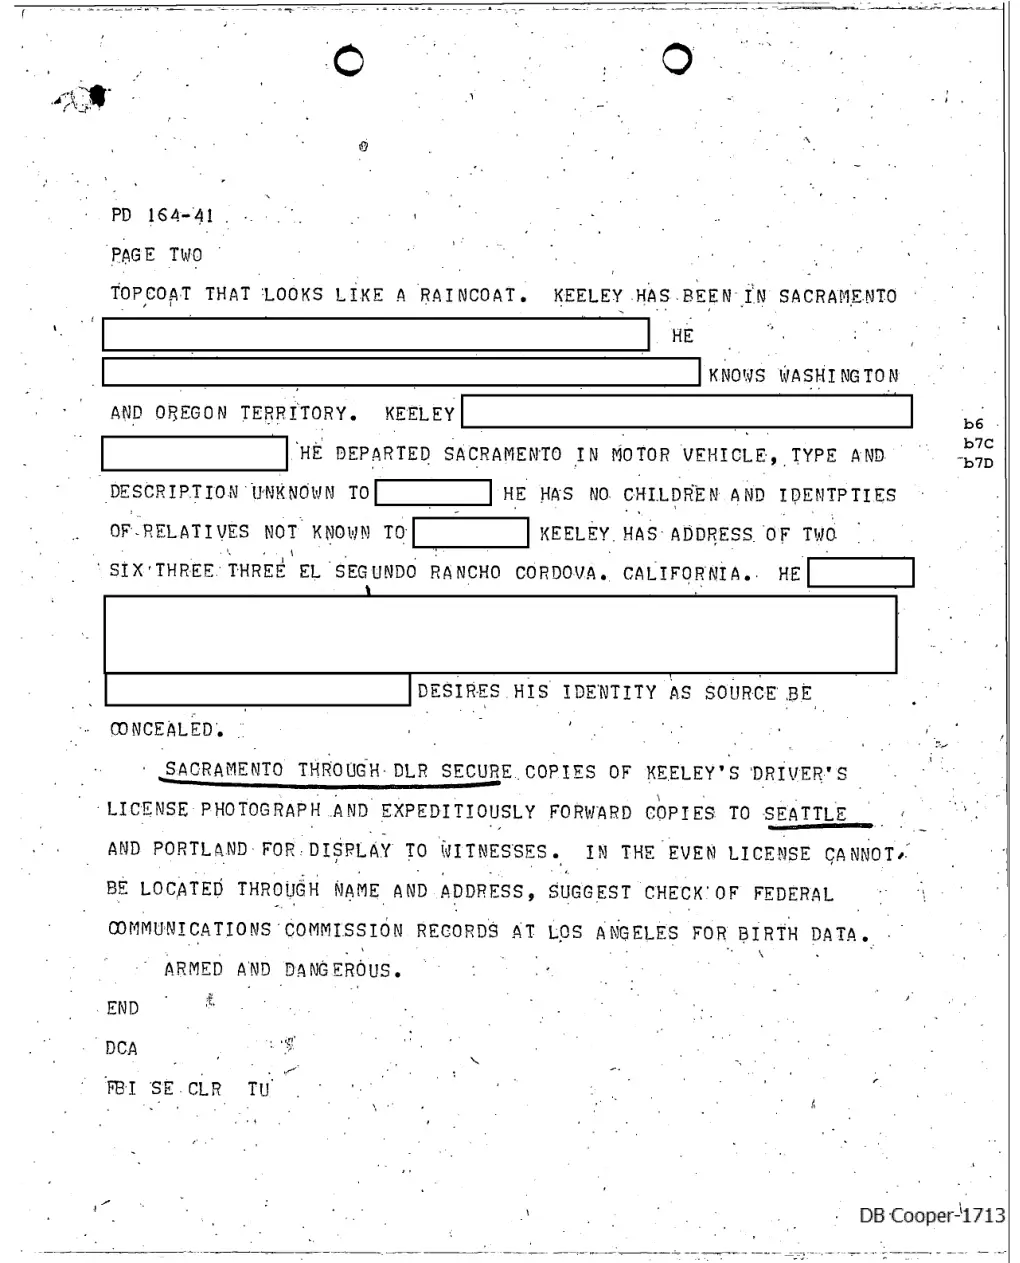 PD 164-41
PAGE TWO
TOPCOAT THAT LOOKS LIKE A RAINCOAT. KEELEY HAS BEEN IN SACRAMENTO
HE
KNOWS WASHINGTON
AND OREGON TERRITORY. KEELEY
b6
b7C
HE DEPARTED SACRAMENTO IN MOTOR VEHICLE, TYPE AND
b7D
DESCRIPTION UNKNOWN TO HE HAS NO CHILDREN AND IDENTPTIES
OF RELATIVES NOT KNOWN TO KEELEY HAS ADDRESS OF TWO
SIX THREE THREE EL SEGUNDO RANCHO CORDOVA. CALIFORNIA. HE
DESIRES HIS IDENTITY AS SOURCE BE
CONCEALED.
SACRAMENTO THROUGH DLR SECURE COPIES OF KEELEY'S DRIVER'S
LICENSE PHOTOGRAPH AND EXPEDITIOUSLY FORWARD COPIES TO SEATTLE
AND PORTLAND FOR DISPLAY TO WITNESSES. IN THE EVEN LICENSE CANNOT
BE LOCATED THROUGH NAME AND ADDRESS, SUGGEST CHECK OF FEDERAL
COMMUNICATIONS COMMISSION RECORDS AT LOS ANGELES FOR BIRTH DATA.
ARMED AND DANGEROUS.
END
DCA
FBI SE CLR TU
DB Cooper-1713